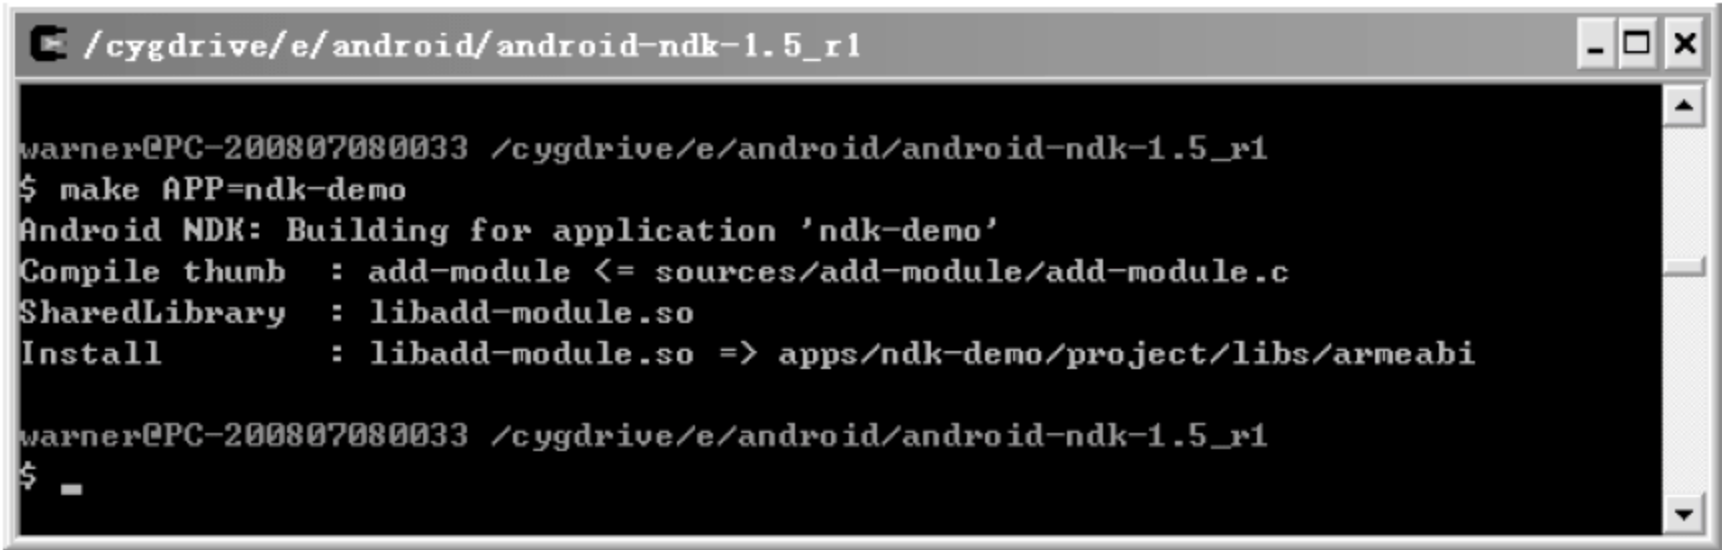 /cygdrive/e/android/android-ndk-1.5_r1
warner@PC-200807080033 /cygdrive/e/android/android-ndk-1.5_r1
$ make APP=ndk-demo
Android NDK: Building for application 'ndk-demo'
Compile thumb  : add-module <= sources/add-module/add-module.c
SharedLibrary  : libadd-module.so
Install        : libadd-module.so => apps/ndk-demo/project/libs/armeabi
warner@PC-200807080033 /cygdrive/e/android/android-ndk-1.5_r1
$